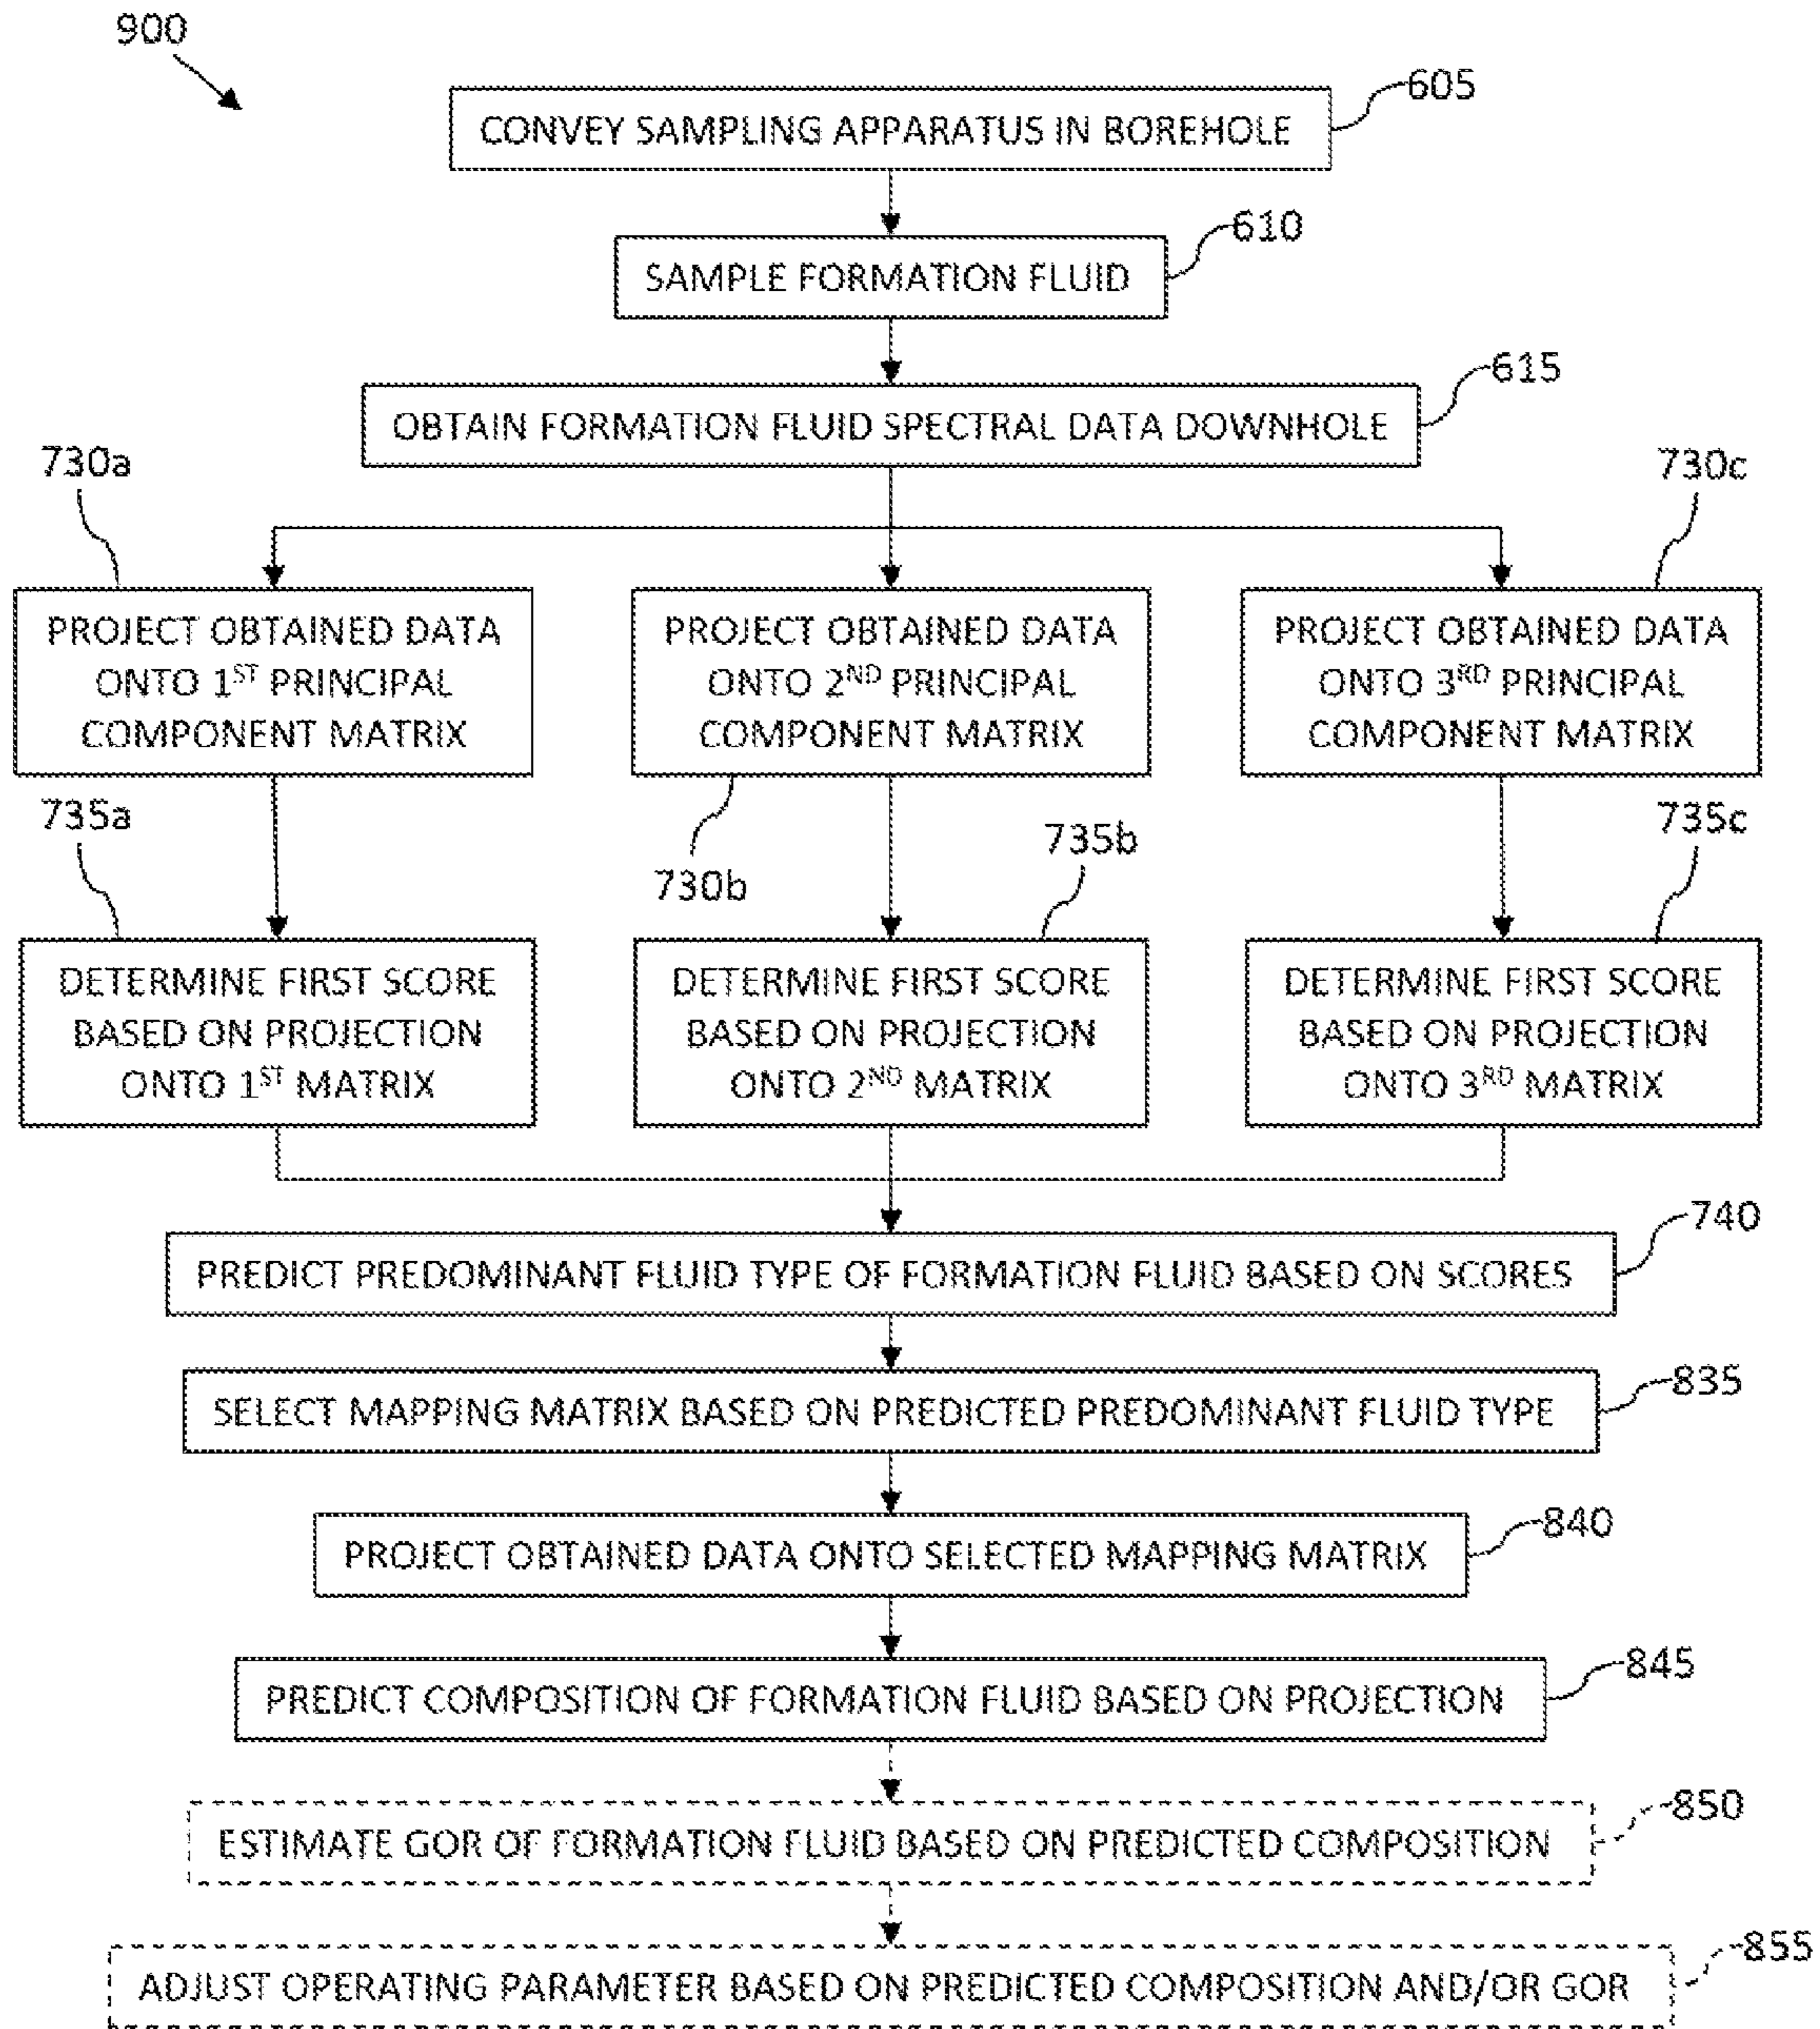 900
605
CONVEY SAMPLING APPARATUS IN BOREHOLE
610
SAMPLE FORMATION FLUID
615
OBTAIN FORMATION FLUID SPECTRAL DATA DOWNHOLE
730a
730c
PROJECT OBTAINED DATA
ONTO 1ST PRINCIPAL
COMPONENT MATRIX
PROJECT OBTAINED DATA
ONTO 2ND PRINCIPAL
COMPONENT MATRIX
PROJECT OBTAINED DATA
ONTO 3RD PRINCIPAL
COMPONENT MATRIX
735a
730b
735b
735c
DETERMINE FIRST SCORE
BASED ON PROJECTION
ONTO 1ST MATRIX
DETERMINE FIRST SCORE
BASED ON PROJECTION
ONTO 2ND MATRIX
DETERMINE FIRST SCORE
BASED ON PROJECTION
ONTO 3RD MATRIX
740
PREDICT PREDOMINANT FLUID TYPE OF FORMATION FLUID BASED ON SCORES
835
SELECT MAPPING MATRIX BASED ON PREDICTED PREDOMINANT FLUID TYPE
840
PROJECT OBTAINED DATA ONTO SELECTED MAPPING MATRIX
845
PREDICT COMPOSITION OF FORMATION FLUID BASED ON PROJECTION
850
ESTIMATE GOR OF FORMATION FLUID BASED ON PREDICTED COMPOSITION
855
ADJUST OPERATING PARAMETER BASED ON PREDICTED COMPOSITION AND/OR GOR